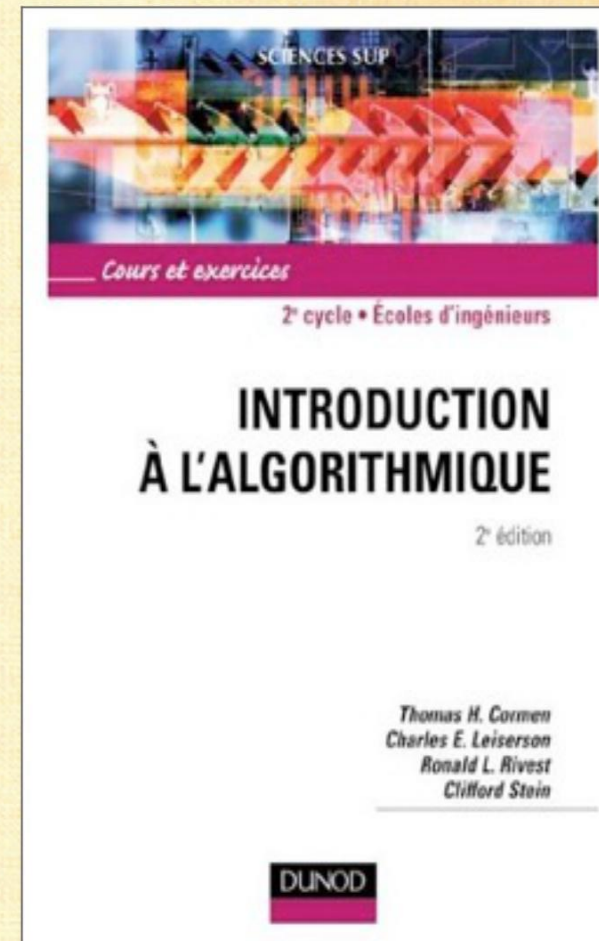 SCIENCES SUP
Cours et exercices
2e cycle • Écoles d'ingénieurs
INTRODUCTION
À L'ALGORITHMIQUE
2e édition
Thomas H. Cormen
Charles E. Leiserson
Ronald L. Rivest
Clifford Stein
DUNOD